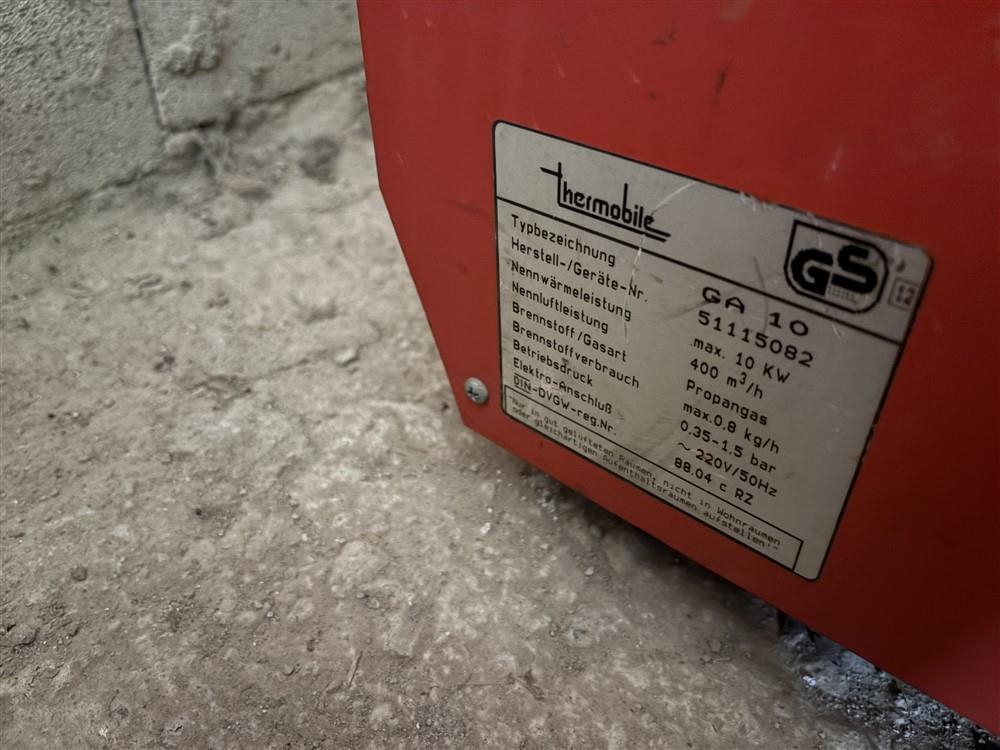 thermobile
GS
12
Typbezeichnung GA 10
Herstell-/Geräte-Nr. 51115082
Nennwärmeleistung max. 10 KW
Nennluftleistung 400 m³/h
Brennstoff/Gasart Propangas
Brennstoffverbrauch max.0,8 kg/h
Betriebsdruck 0,35-1,5 bar
Elektro-Anschluß ~ 220V/50Hz
DIN-DVGW-reg.Nr. 88.04 c RZ
"Nur in gut gelüfteten Räumen, nicht in Wohnräumen
oder gleichartigen Aufenthaltsräumen aufstellen!"